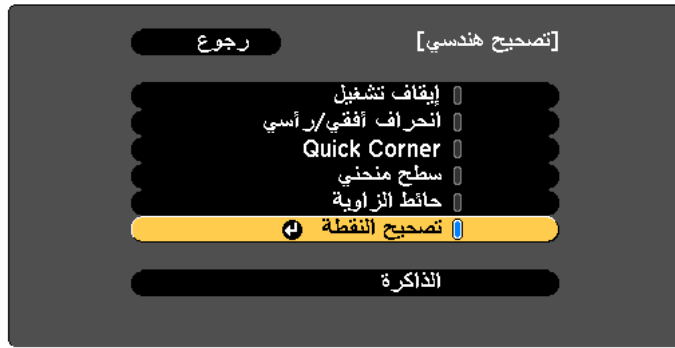 [تصحيح هندسي] رجوع
إيقاف تشغيل
انحراف أفقي/رأسي
Quick Corner
سطح منحني
حائط الزاوية
تصحيح النقطة
الذاكرة